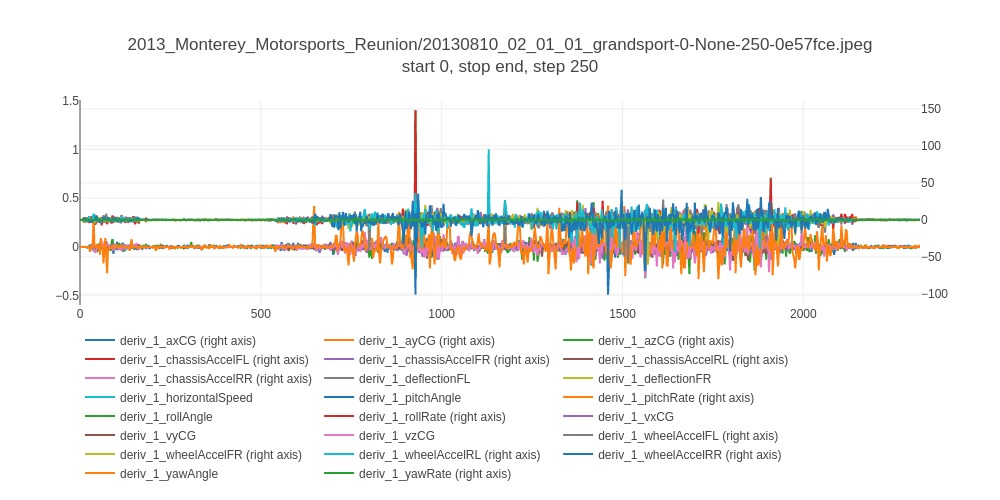 2013_Monterey_Motorsports_Reunion/20130810_02_01_01_grandsport-0-None-250-0e57fce.jpeg
start 0, stop end, step 250
1.5
1
0.5
0
−0.5
150
100
50
0
−50
−100
0 500 1000 1500 2000
deriv_1_axCG (right axis) deriv_1_ayCG (right axis) deriv_1_azCG (right axis)
deriv_1_chassisAccelFL (right axis) deriv_1_chassisAccelFR (right axis) deriv_1_chassisAccelRL (right axis)
deriv_1_chassisAccelRR (right axis) deriv_1_deflectionFL deriv_1_deflectionFR
deriv_1_horizontalSpeed deriv_1_pitchAngle deriv_1_pitchRate (right axis)
deriv_1_rollAngle deriv_1_rollRate (right axis) deriv_1_vxCG
deriv_1_vyCG deriv_1_vzCG deriv_1_wheelAccelFL (right axis)
deriv_1_wheelAccelFR (right axis) deriv_1_wheelAccelRL (right axis) deriv_1_wheelAccelRR (right axis)
deriv_1_yawAngle deriv_1_yawRate (right axis)